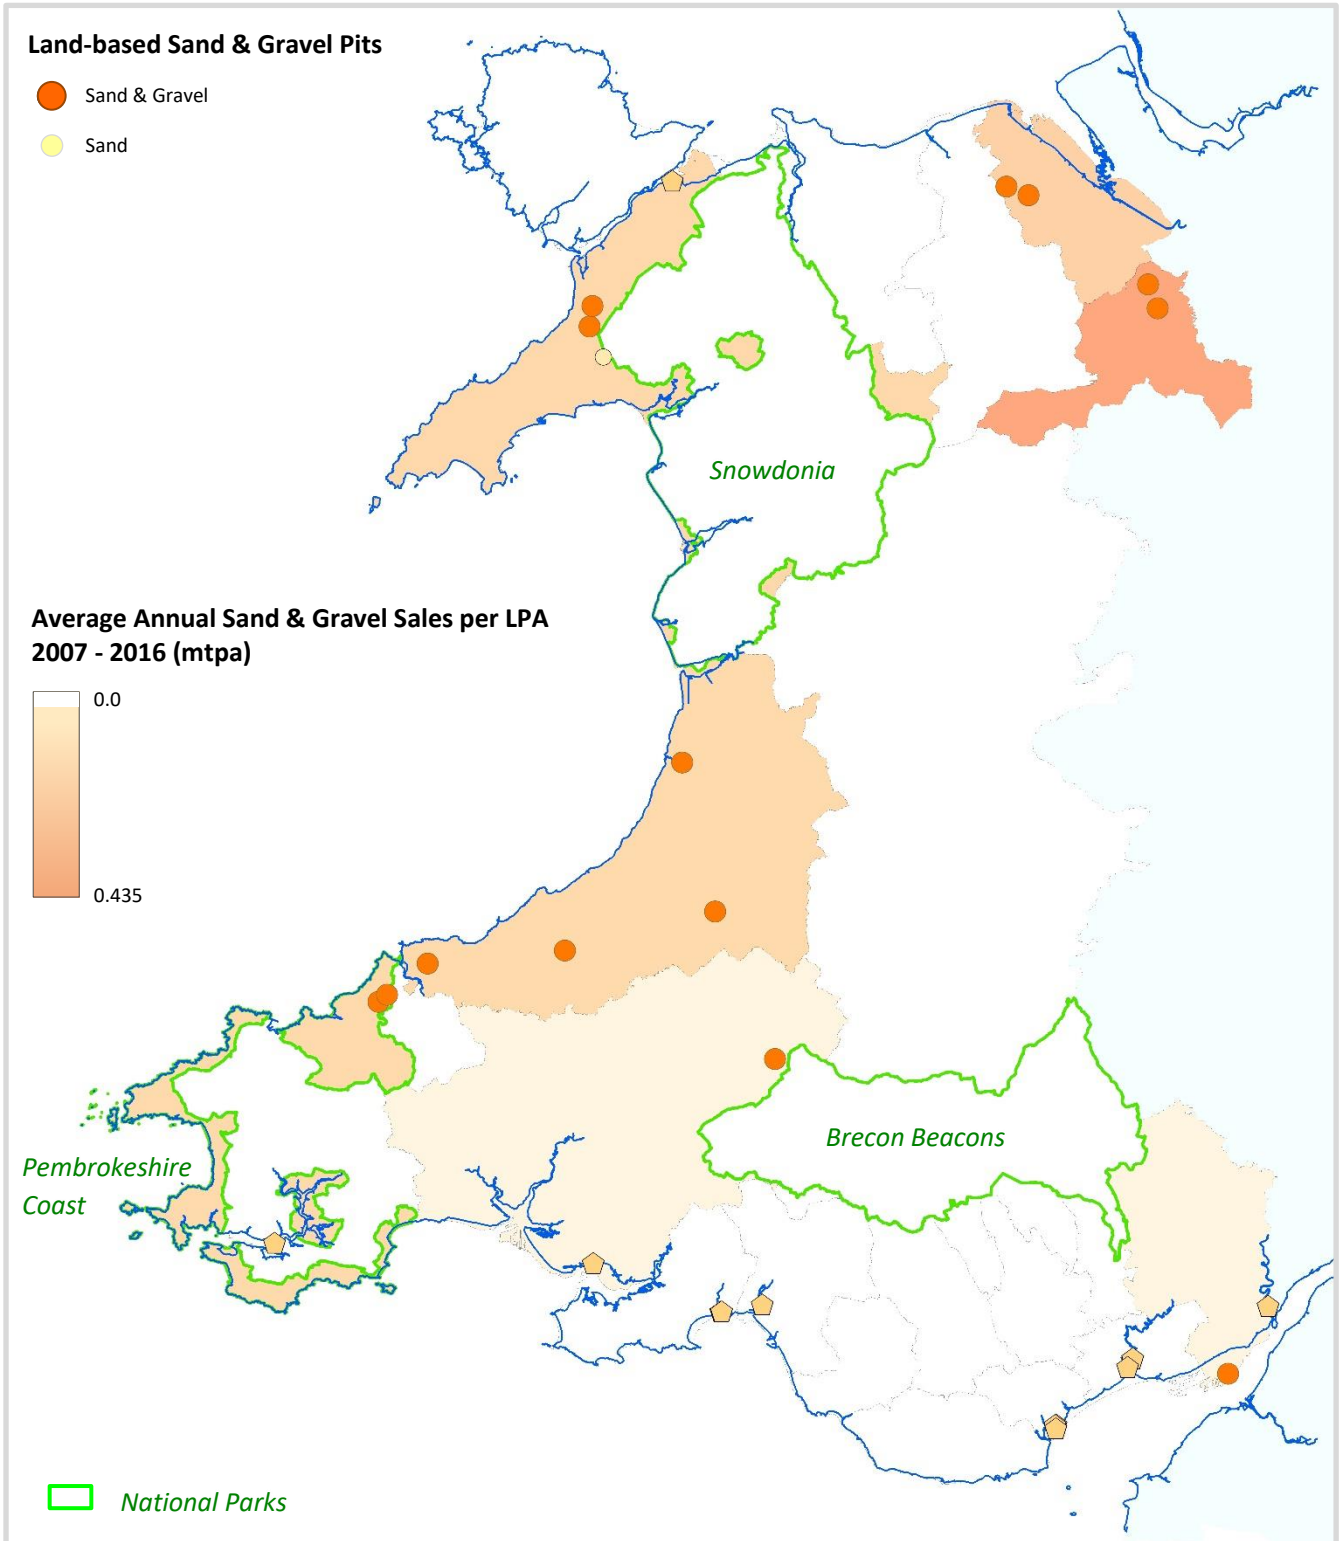 Land-based Sand & Gravel Pits
Sand & Gravel
Sand
Snowdonia
Average Annual Sand & Gravel Sales per LPA
2007 - 2016 (mtpa)
0.0
0.435
Brecon Beacons
Pembrokeshire
Coast
National Parks